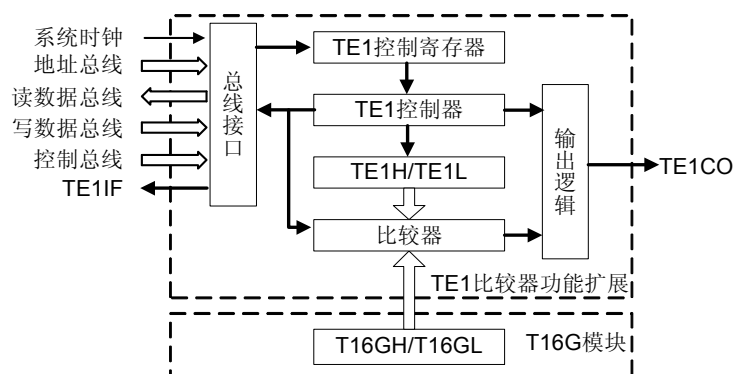 系统时钟
地址总线
读数据总线
写数据总线
控制总线
TE1IF
总线接口
TE1控制寄存器
TE1控制器
TE1H/TE1L
比较器
输出逻辑
TE1CO
TE1比较器功能扩展
T16GH/T16GL
T16G模块